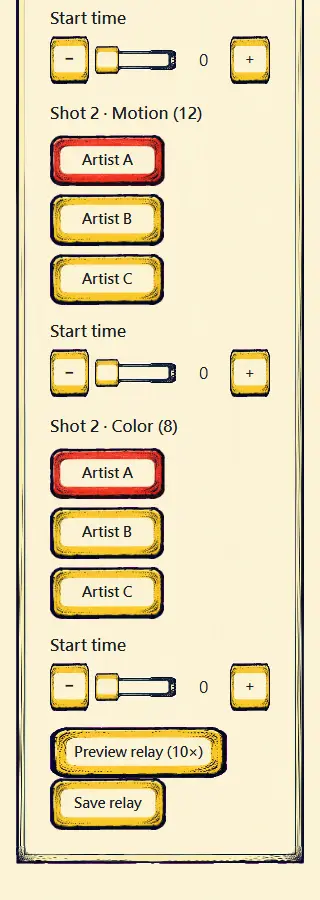 Start time
− 0 +
Shot 2 · Motion (12)
Artist A
Artist B
Artist C
Start time
− 0 +
Shot 2 · Color (8)
Artist A
Artist B
Artist C
Start time
− 0 +
Preview relay (10×)
Save relay